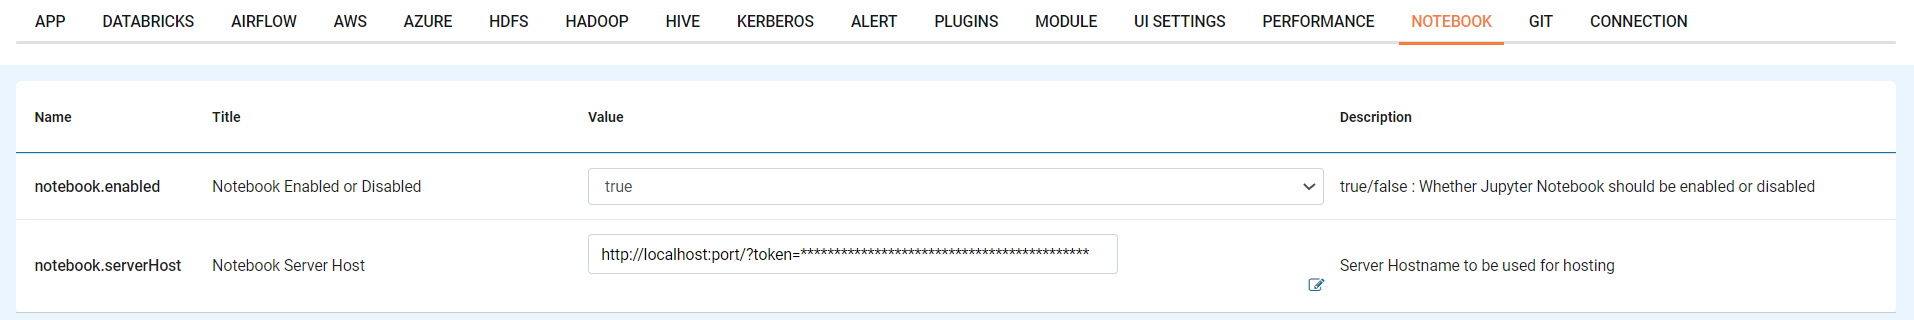 APP DATABRICKS AIRFLOW AWS AZURE HDFS HADOOP HIVE KERBEROS ALERT PLUGINS MODULE UI SETTINGS PERFORMANCE NOTEBOOK GIT CONNECTION
Name Title Value Description
notebook.enabled Notebook Enabled or Disabled true true/false : Whether Jupyter Notebook should be enabled or disabled
notebook.serverHost Notebook Server Host http://localhost:port/?token=******************************************* Server Hostname to be used for hosting